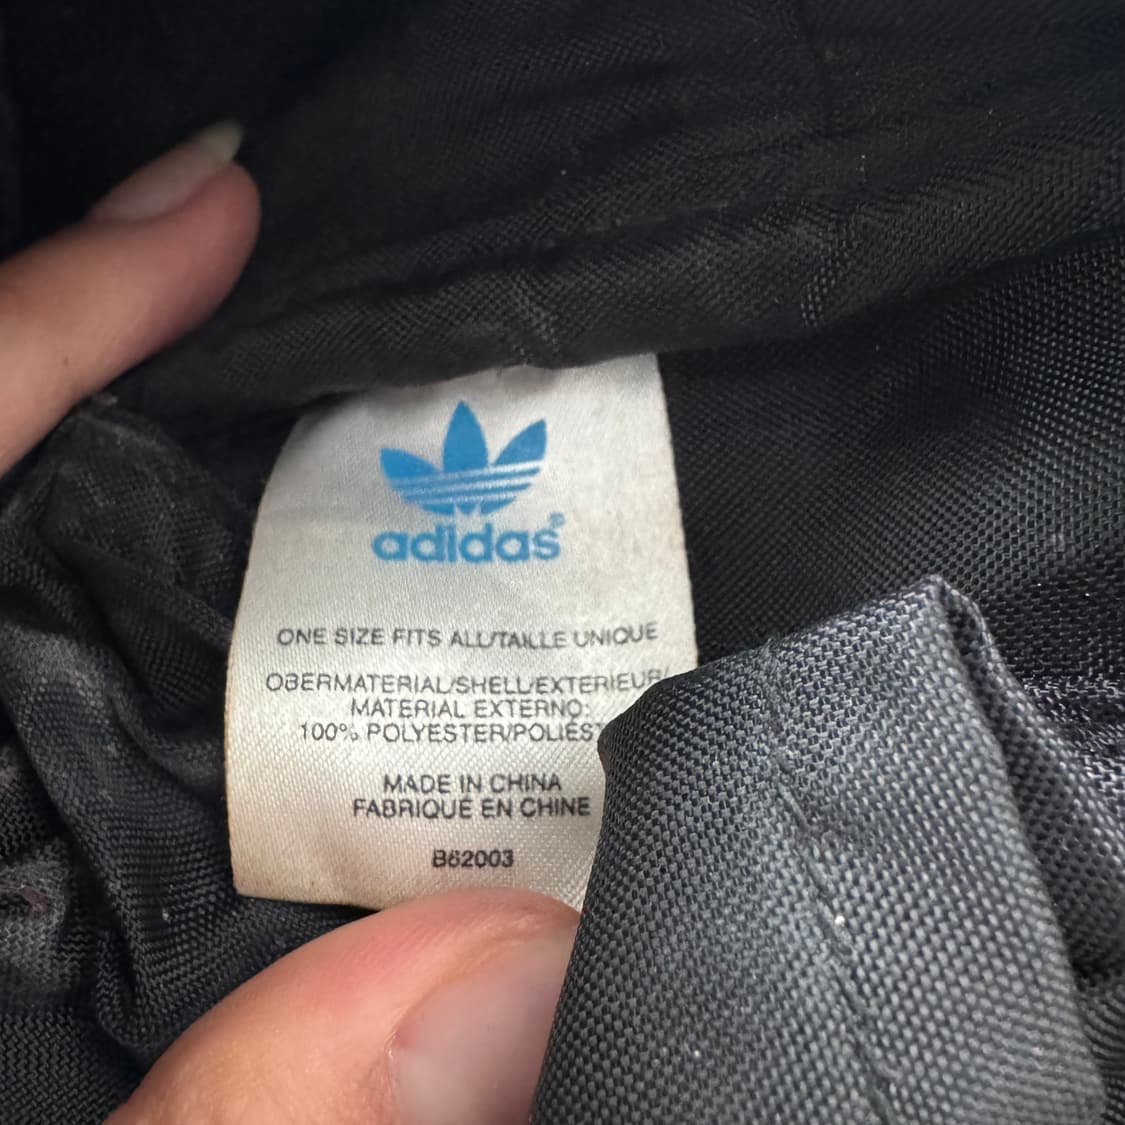 adidas®
ONE SIZE FITS ALL/TAILLE UNIQUE
OBERMATERIAL/SHELL/EXTERIEUR/
MATERIAL EXTERNO:
100% POLYESTER/POLIÉST
MADE IN CHINA
FABRIQUÉ EN CHINE
B62003